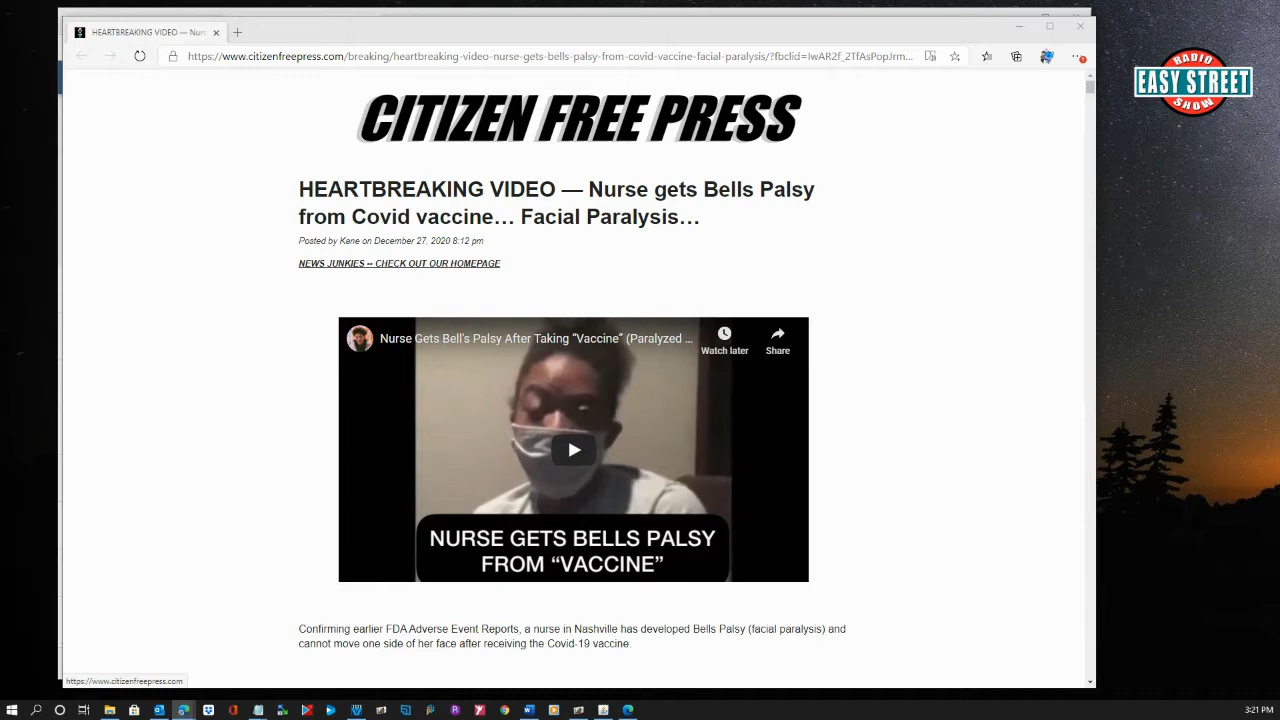 HEARTBREAKING VIDEO — Nurs
https://www.citizenfreepress.com/breaking/heartbreaking-video-nurse-gets-bells-palsy-from-covid-vaccine-facial-paralysis/?fbclid=IwAR2f_2TfAsPopJrm...
RADIO
EASY STREET
SHOW
CITIZEN FREE PRESS
HEARTBREAKING VIDEO — Nurse gets Bells Palsy
from Covid vaccine… Facial Paralysis…
Posted by Kane on December 27, 2020 8:12 pm
NEWS JUNKIES -- CHECK OUT OUR HOMEPAGE
Nurse Gets Bell's Palsy After Taking “Vaccine” (Paralyzed ...
Watch later
Share
NURSE GETS BELLS PALSY
FROM “VACCINE”
Confirming earlier FDA Adverse Event Reports, a nurse in Nashville has developed Bells Palsy (facial paralysis) and
cannot move one side of her face after receiving the Covid-19 vaccine.
https://www.citizenfreepress.com
3:21 PM